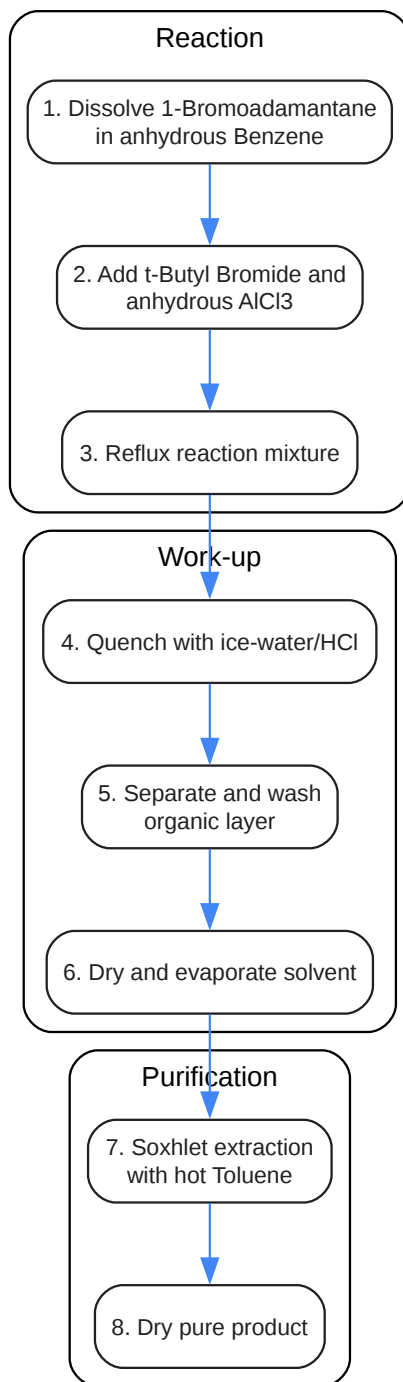 Reaction
1. Dissolve 1-Bromoadamantane
in anhydrous Benzene
2. Add t-Butyl Bromide and
anhydrous AlCl3
3. Reflux reaction mixture
Work-up
4. Quench with ice-water/HCl
5. Separate and wash
organic layer
6. Dry and evaporate solvent
Purification
7. Soxhlet extraction
with hot Toluene
8. Dry pure product